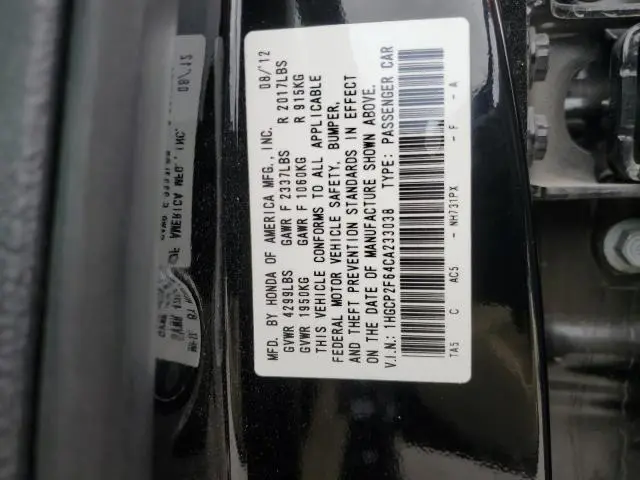 MFD. BY HONDA OF AMERICA MFG., INC. 08/12
GVWR 4299LBS GAWR F 2337LBS R 2017LBS
GVWR 1950KG GAWR F 1060KG R 915KG
THIS VEHICLE CONFORMS TO ALL APPLICABLE
FEDERAL MOTOR VEHICLE SAFETY, BUMPER,
AND THEFT PREVENTION STANDARDS IN EFFECT
ON THE DATE OF MANUFACTURE SHOWN ABOVE.
V.I.N.: 1HGCP2F64CA233038 TYPE: PASSENGER CAR
TA5 C AC5 - NH731PX - F - A